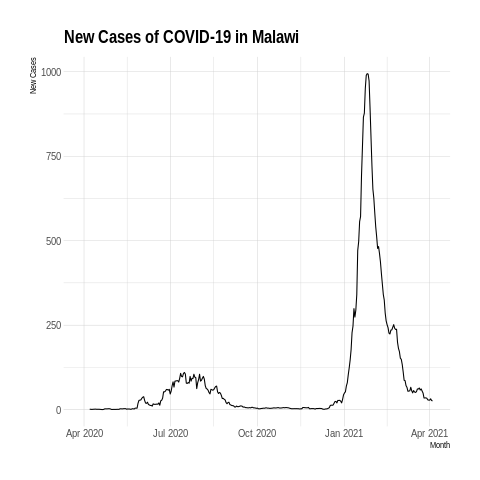 New Cases of COVID-19 in Malawi
New Cases
1000
750
500
250
0
Apr 2020
Jul 2020
Oct 2020
Jan 2021
Apr 2021
Month